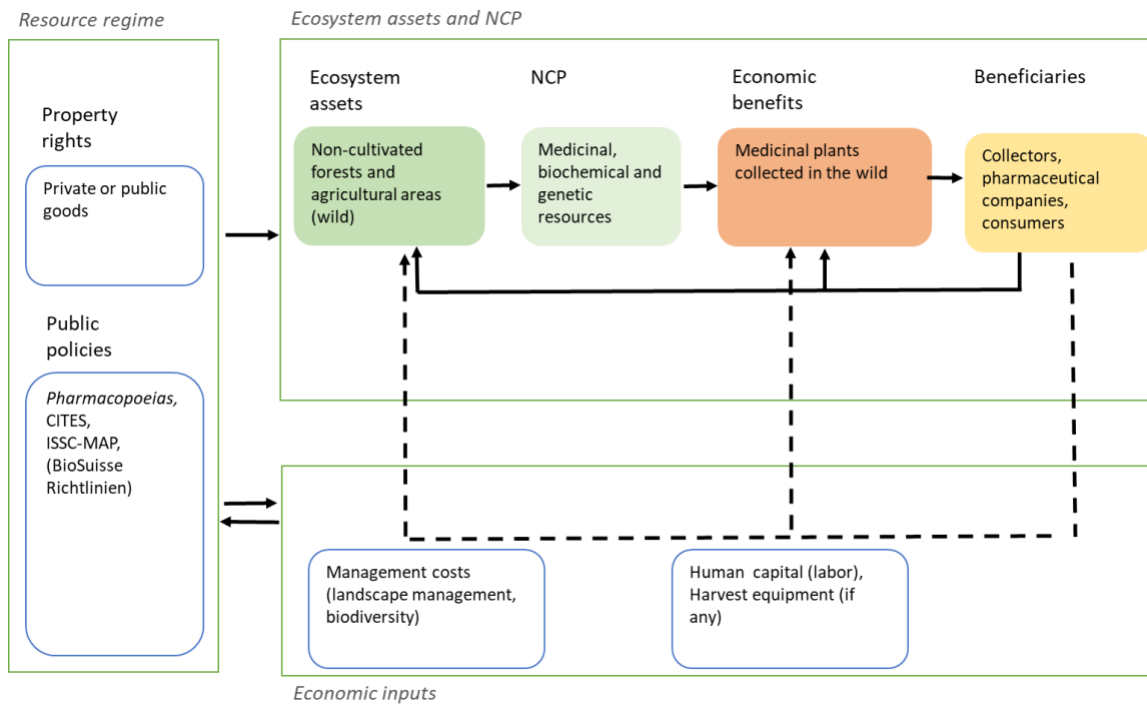 Resource regime
Ecosystem assets and NCP
Property
rights
Private or public
goods
Public
policies
Pharmacopoeias,
CITES,
ISSC-MAP,
(BioSuisse
Richtlinien)
Ecosystem
assets
NCP
Economic
benefits
Beneficiaries
Non-cultivated
forests and
agricultural areas
(wild)
Medicinal,
biochemical and
genetic
resources
Medicinal plants
collected in the wild
Collectors,
pharmaceutical
companies,
consumers
Management costs
(landscape management,
biodiversity)
Human capital (labor),
Harvest equipment (if
any)
Economic inputs